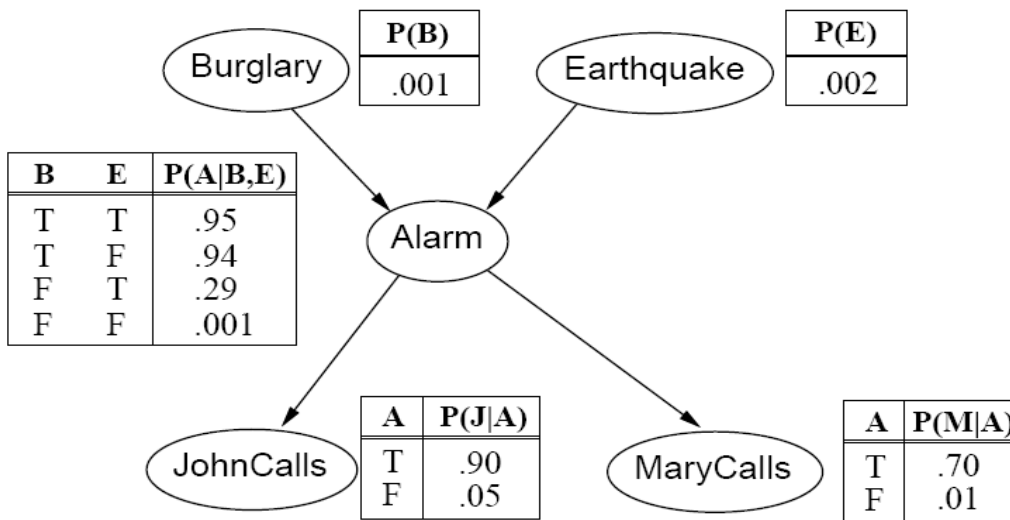 Burglary
P(B)
.001
Earthquake
P(E)
.002
B E P(A|B,E)
T T .95
T F .94
F T .29
F F .001
Alarm
JohnCalls
A P(J|A)
T .90
F .05
MaryCalls
A P(M|A)
T .70
F .01